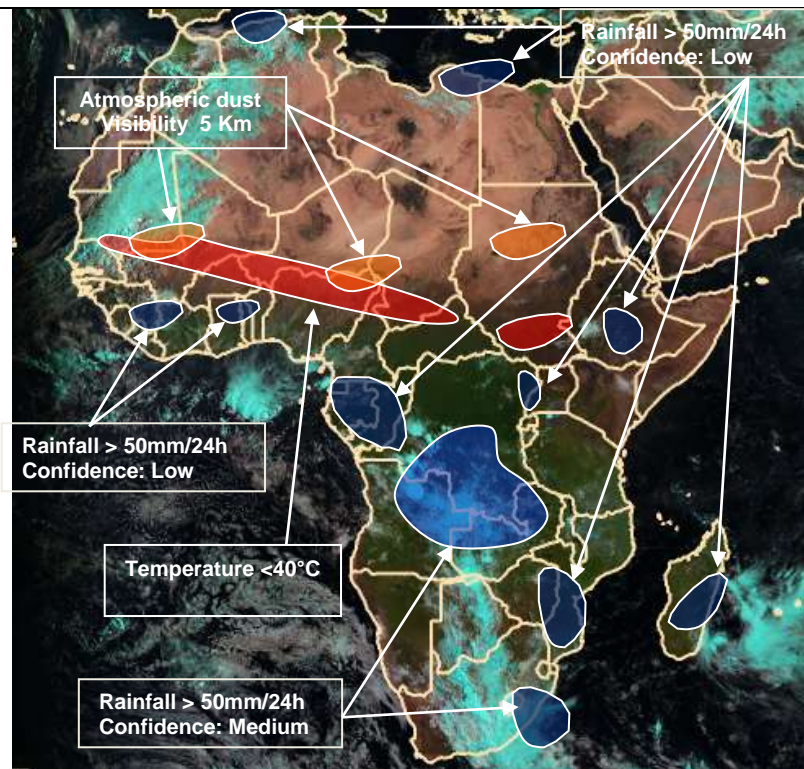 Rainfall > 50mm/24h
Confidence: Low
Atmospheric dust
Visibility 5 Km
Rainfall > 50mm/24h
Confidence: Low
Temperature <40°C
Rainfall > 50mm/24h
Confidence: Medium